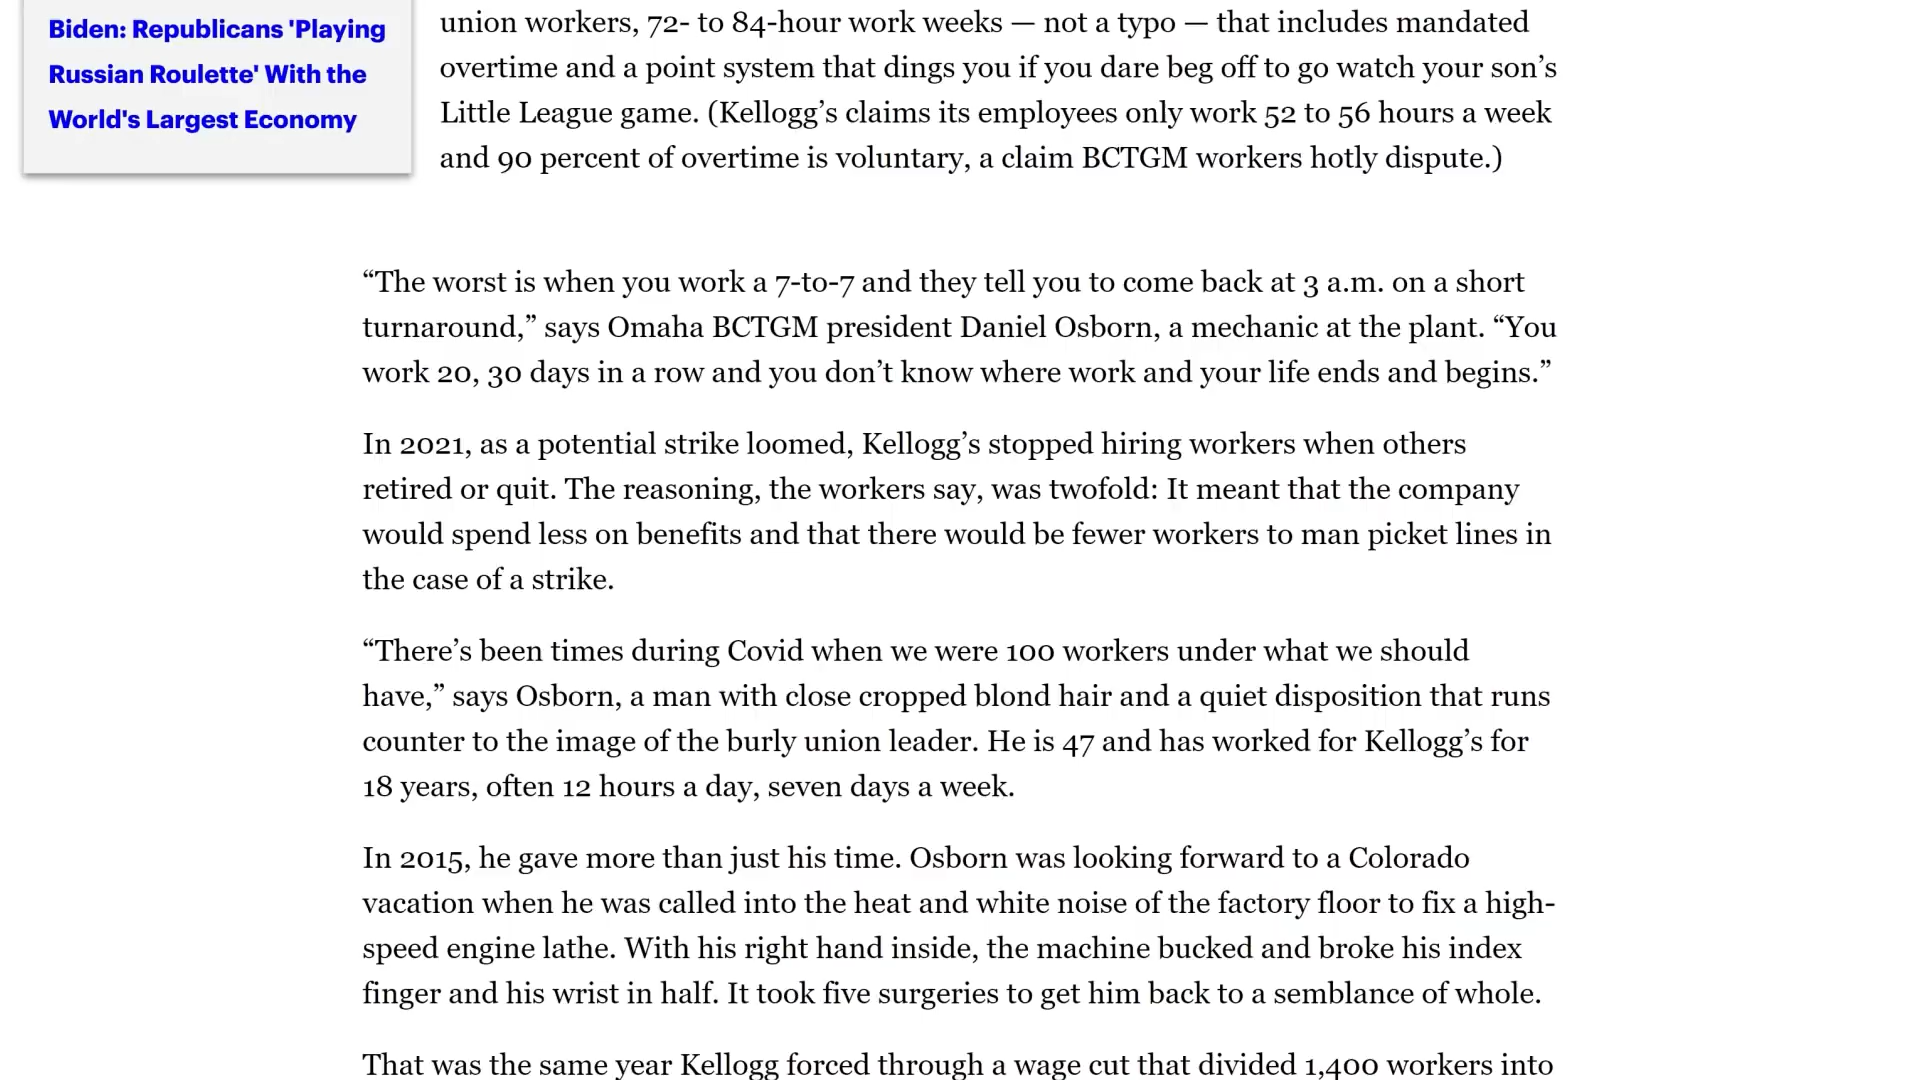 Biden: Republicans 'Playing
Russian Roulette' With the
World's Largest Economy
union workers, 72- to 84-hour work weeks — not a typo — that includes mandated
overtime and a point system that dings you if you dare beg off to go watch your son’s
Little League game. (Kellogg’s claims its employees only work 52 to 56 hours a week
and 90 percent of overtime is voluntary, a claim BCTGM workers hotly dispute.)
“The worst is when you work a 7-to-7 and they tell you to come back at 3 a.m. on a short
turnaround,” says Omaha BCTGM president Daniel Osborn, a mechanic at the plant. “You
work 20, 30 days in a row and you don’t know where work and your life ends and begins.”
In 2021, as a potential strike loomed, Kellogg’s stopped hiring workers when others
retired or quit. The reasoning, the workers say, was twofold: It meant that the company
would spend less on benefits and that there would be fewer workers to man picket lines in
the case of a strike.
“There’s been times during Covid when we were 100 workers under what we should
have,” says Osborn, a man with close cropped blond hair and a quiet disposition that runs
counter to the image of the burly union leader. He is 47 and has worked for Kellogg’s for
18 years, often 12 hours a day, seven days a week.
In 2015, he gave more than just his time. Osborn was looking forward to a Colorado
vacation when he was called into the heat and white noise of the factory floor to fix a high-
speed engine lathe. With his right hand inside, the machine bucked and broke his index
finger and his wrist in half. It took five surgeries to get him back to a semblance of whole.
That was the same year Kellogg forced through a wage cut that divided 1,400 workers into